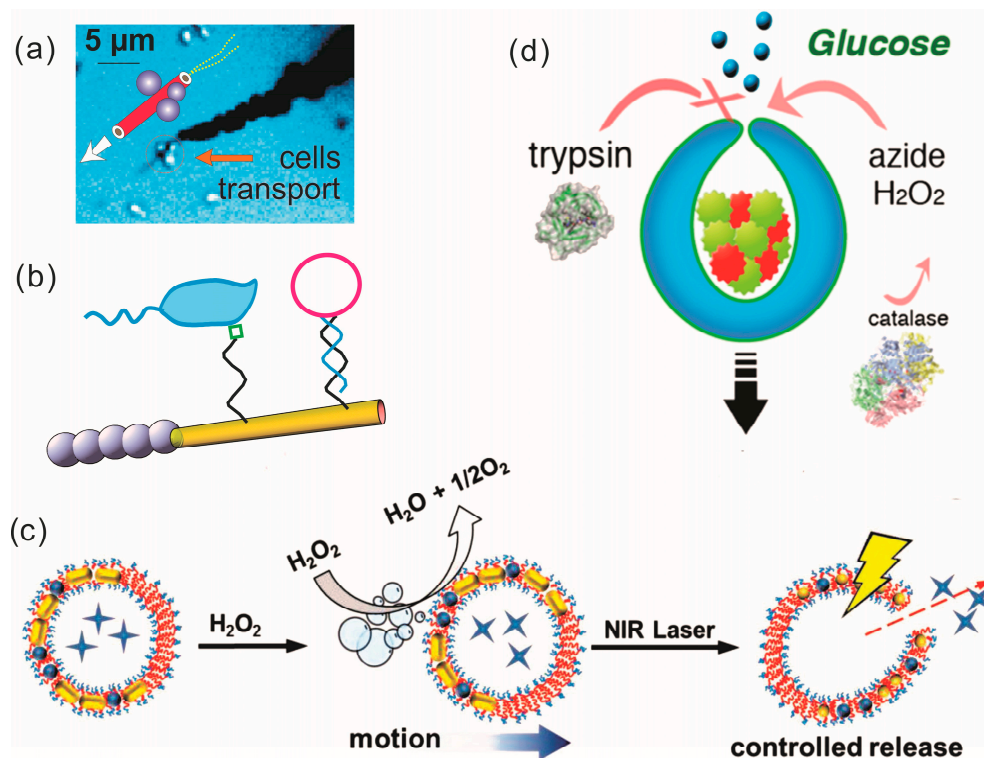 (a)
5 µm
cells
transport
(b)
(d)
Glucose
trypsin
azide
H₂O₂
catalase
(c)
H₂O₂
H₂O₂
H₂O + 1/2O₂
motion
NIR Laser
controlled release